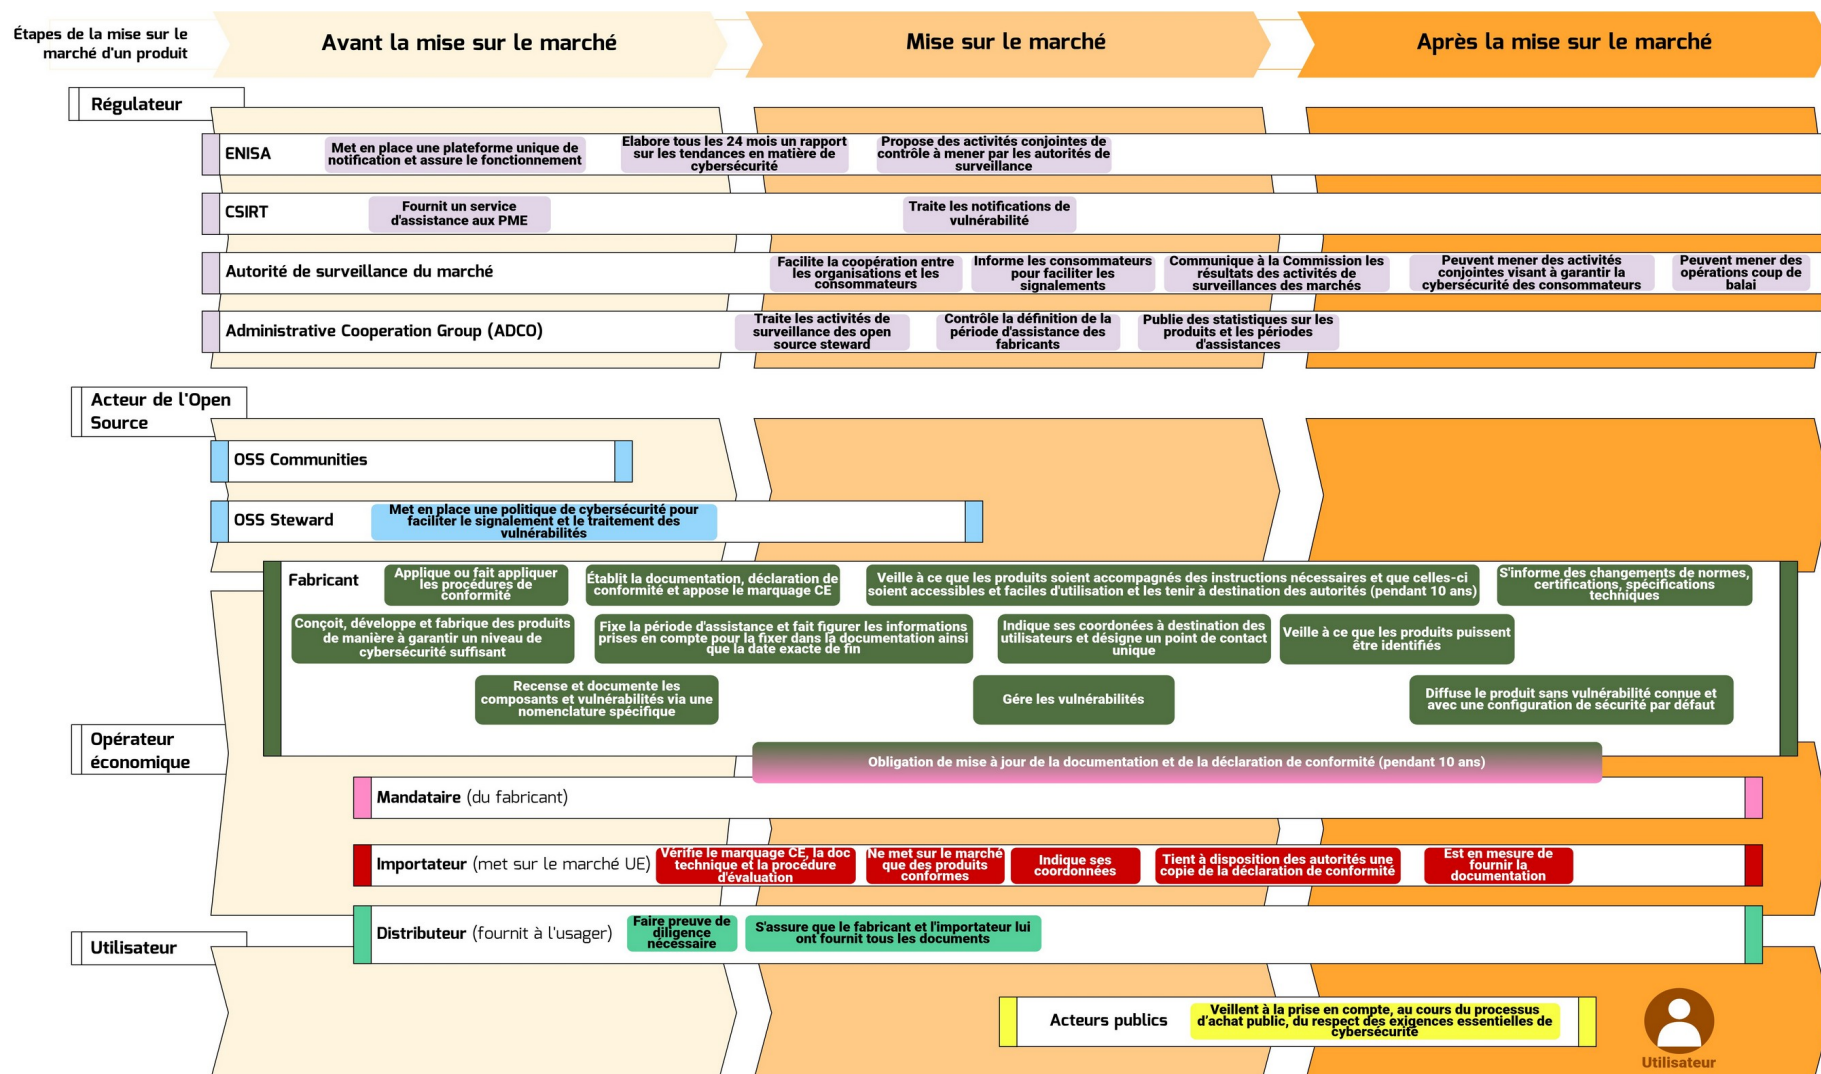 Étapes de la mise sur le
marché d'un produit
Avant la mise sur le marché
Mise sur le marché
Après la mise sur le marché
Régulateur
ENISA
Met en place une plateforme unique de
notification et assure le fonctionnement
Elabore tous les 24 mois un rapport
sur les tendances en matière de
cybersécurité
Propose des activités conjointes de
contrôle à mener par les autorités de
surveillance
CSIRT
Fournit un service
d'assistance aux PME
Traite les notifications de
vulnérabilité
Autorité de surveillance du marché
Facilite la coopération entre
les organisations et les
consommateurs
Informe les consommateurs
pour faciliter les
signalements
Communique à la Commission les
résultats des activités de
surveillances des marchés
Peuvent mener des activités
conjointes visant à garantir la
cybersécurité des consommateurs
Peuvent mener des
opérations coup de
balai
Administrative Cooperation Group (ADCO)
Traite les activités de
surveillance des open
source steward
Contrôle la définition de la
période d'assistance des
fabricants
Publie des statistiques sur les
produits et les périodes
d'assistances
Acteur de l'Open
Source
OSS Communities
OSS Steward
Met en place une politique de cybersécurité pour
faciliter le signalement et le traitement des
vulnérabilités
Fabricant
Applique ou fait appliquer
les procédures de
conformité
Établit la documentation, déclaration de
conformité et appose le marquage CE
Veille à ce que les produits soient accompagnés des instructions nécessaires et que celles-ci
soient accessibles et faciles d'utilisation et les tenir à destination des autorités (pendant 10 ans)
S'informe des changements de normes,
certifications, spécifications
techniques
Conçoit, développe et fabrique des produits
de manière à garantir un niveau de
cybersécurité suffisant
Fixe la période d'assistance et fait figurer les informations
prises en compte pour la fixer dans la documentation ainsi
que la date exacte de fin
Indique ses coordonées à destination des
utilisateurs et désigne un point de contact
unique
Veille à ce que les produits puissent
être identifiés
Recense et documente les
composants et vulnérabilités via une
nomenclature spécifique
Gére les vulnérabilités
Diffuse le produit sans vulnérabilité connue et
avec une configuration de sécurité par défaut
Opérateur
économique
Obligation de mise à jour de la documentation et de la déclaration de conformité (pendant 10 ans)
Mandataire (du fabricant)
Importateur (met sur le marché UE)
Vérifie le marquage CE, la doc
technique et la procédure
d'évaluation
Ne met sur le marché
que des produits
conformes
Indique ses
coordonnées
Tient à disposition des autorités une
copie de la déclaration de conformité
Est en mesure de
fournir la
documentation
Distributeur (fournit à l'usager)
Faire preuve de
diligence
nécessaire
S'assure que le fabricant et l'importateur lui
ont fournit tous les documents
Utilisateur
Acteurs publics
Veillent à la prise en compte, au cours du processus
d'achat public, du respect des exigences essentielles de
cybersécurité
Utilisateur